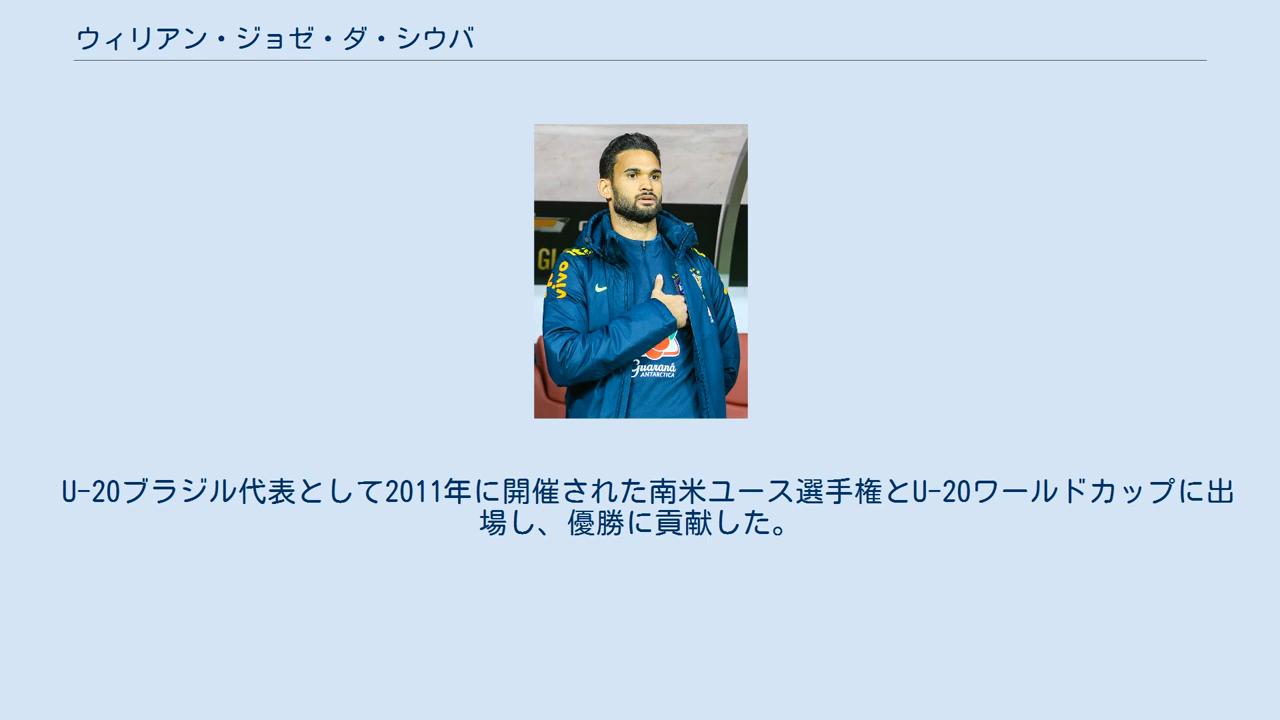 ウィリアン・ジョゼ・ダ・シウバ
vivo
Guaraná
ANTARCTICA
U-20ブラジル代表として2011年に開催された南米ユース選手権とU-20ワールドカップに出
場し、優勝に貢献した。